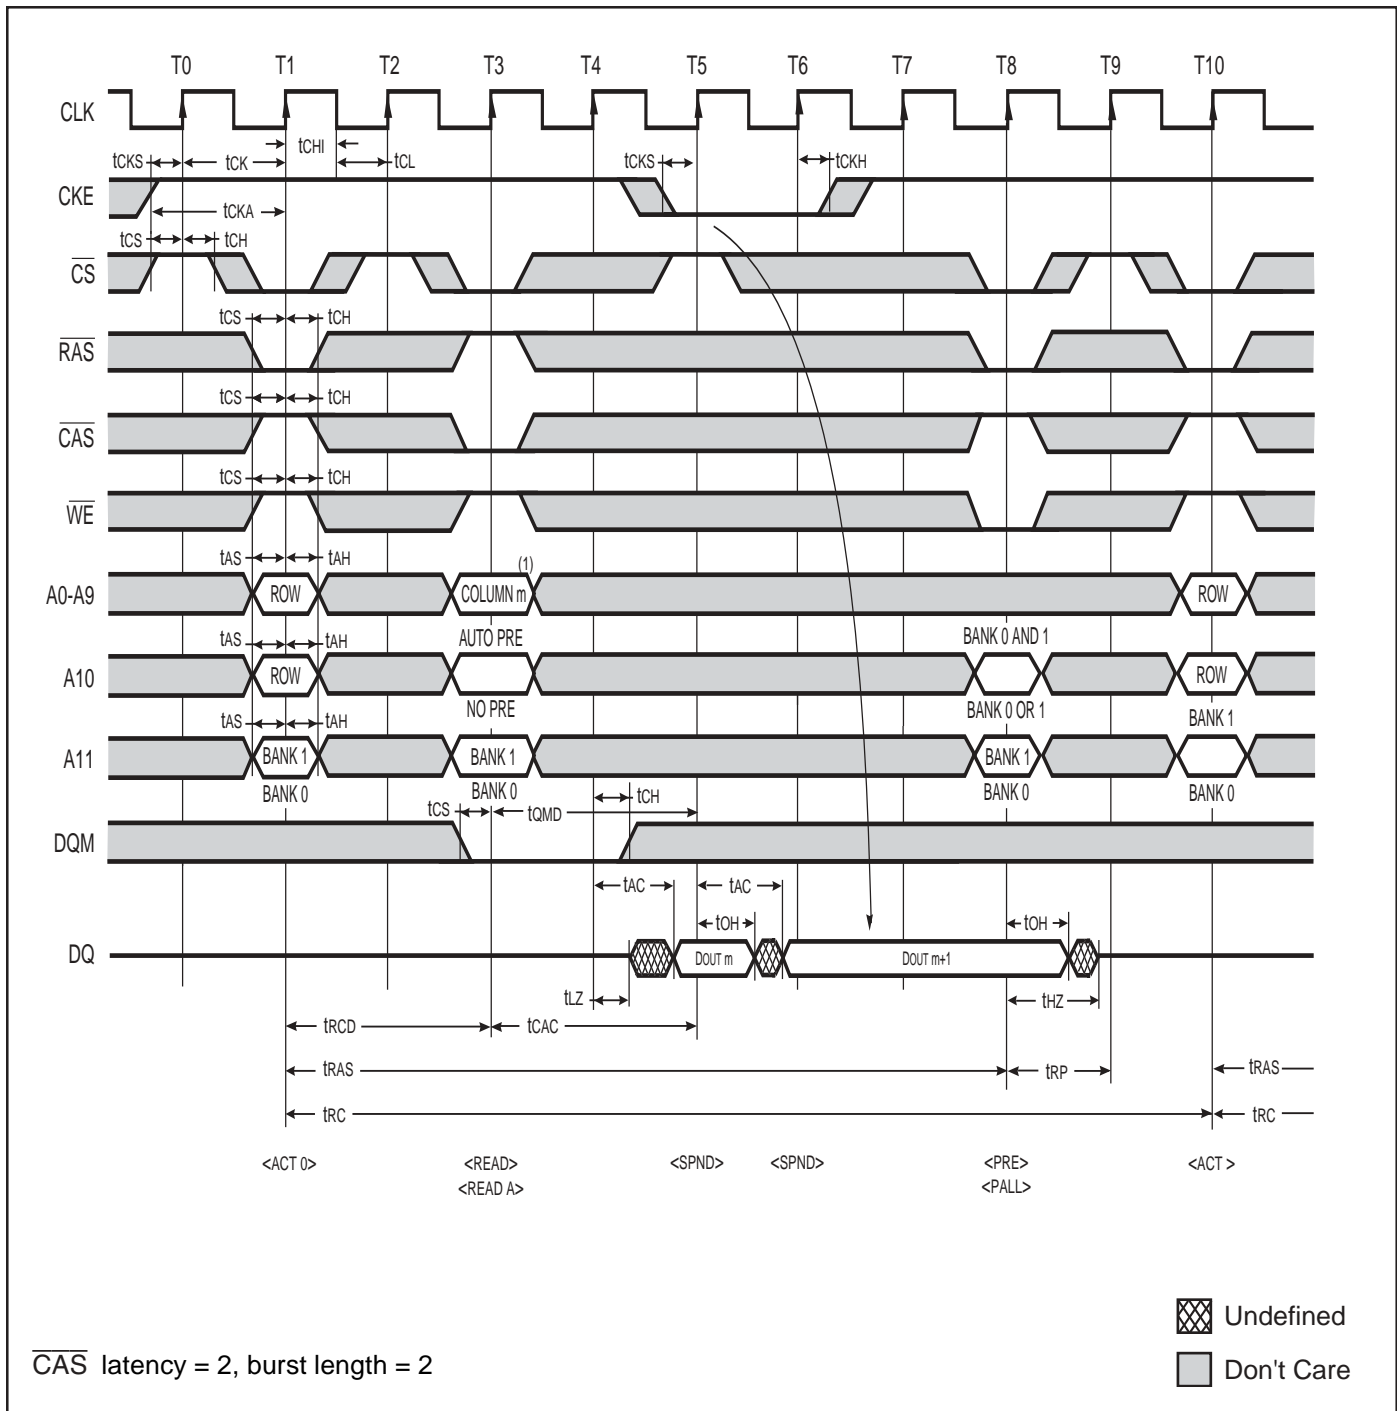 T0 T1 T2 T3 T4 T5 T6 T7 T8 T9 T10
CLK
tCHI
tCKS tCK tCL tCKS tCKH
CKE
tCKA
tCS tCH
CS
tCS tCH
RAS
tCS tCH
CAS
tCS tCH
WE
tAS tAH (1)
A0-A9 ROW COLUMN m ROW
tAS tAH AUTO PRE BANK 0 AND 1
A10 ROW ROW
tAS tAH NO PRE BANK 0 OR 1 BANK 1
A11 BANK 1 BANK 1 BANK 1
BANK 0 BANK 0 BANK 0 BANK 0
tCS tQMD tCH
DQM
tAC tAC
tOH tOH
DQ DOUT m DOUT m+1
tLZ tHZ
tRCD tCAC
tRAS tRP tRAS
tRC tRC
<ACT 0> <READ> <SPND> <SPND> <PRE> <ACT >
<READ A> <PALL>
Undefined
CAS latency = 2, burst length = 2
Don't Care